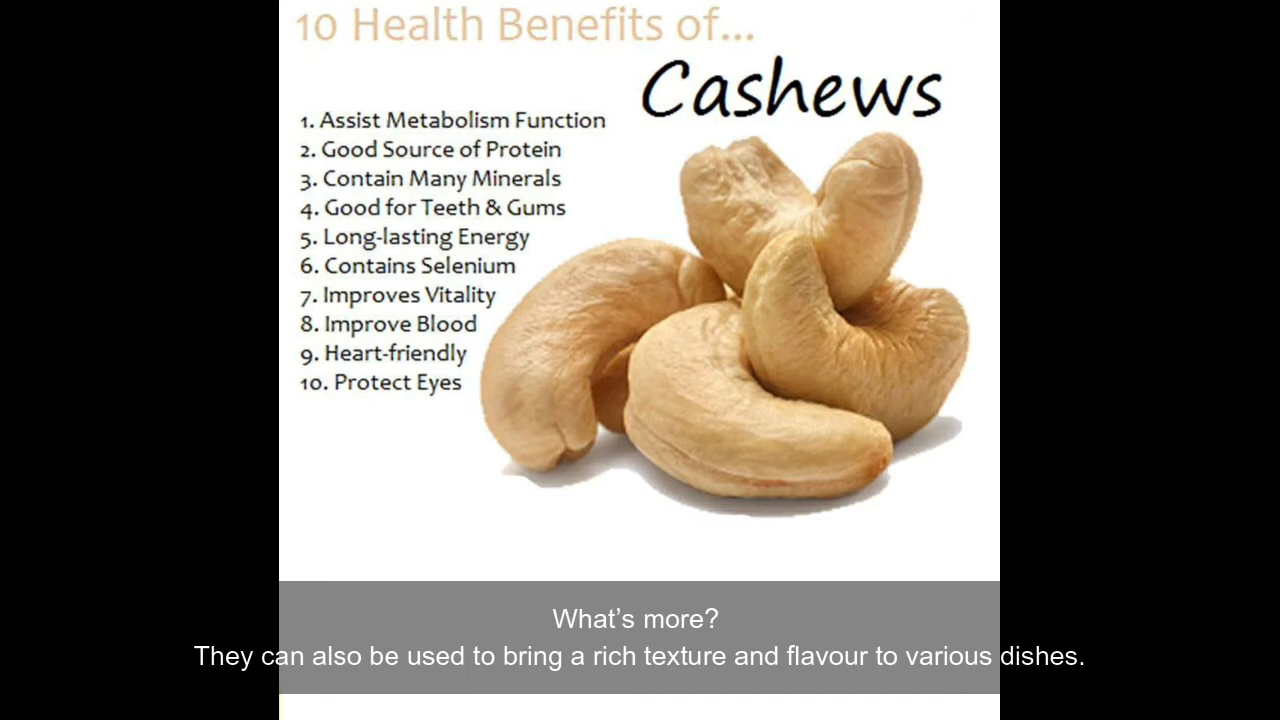 10 Health Benefits of...
Cashews
1. Assist Metabolism Function
2. Good Source of Protein
3. Contain Many Minerals
4. Good for Teeth & Gums
5. Long-lasting Energy
6. Contains Selenium
7. Improves Vitality
8. Improve Blood
9. Heart-friendly
10. Protect Eyes
What’s more?
They can also be used to bring a rich texture and flavour to various dishes.